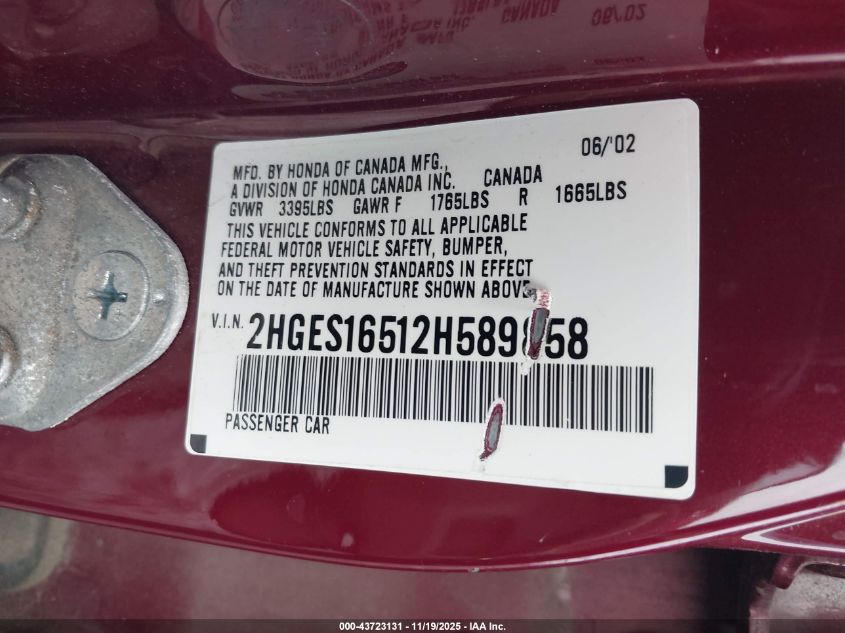 MFD. BY HONDA OF CANADA MFG., 06/'02
A DIVISION OF HONDA CANADA INC. CANADA
GVWR 3395LBS GAWR F 1765LBS R 1665LBS
THIS VEHICLE CONFORMS TO ALL APPLICABLE
FEDERAL MOTOR VEHICLE SAFETY, BUMPER,
AND THEFT PREVENTION STANDARDS IN EFFECT
ON THE DATE OF MANUFACTURE SHOWN ABOVE.
V.I.N. 2HGES16512H589858
PASSENGER CAR
000-43723131 - 11/19/2025 - IAA Inc.